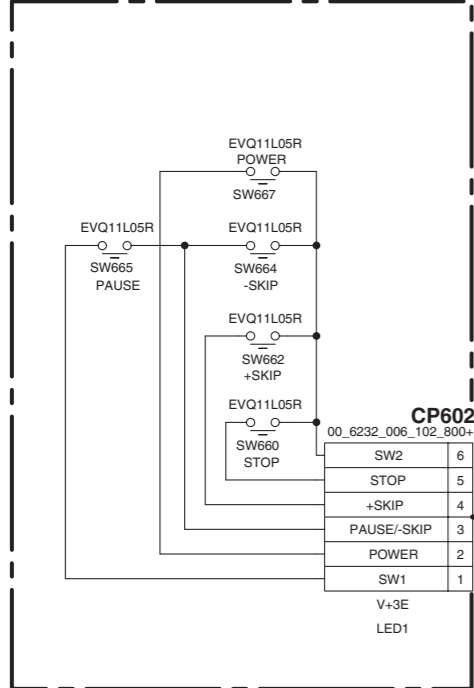 EVQ11L05R
POWER
SW667
EVQ11L05R
SW665
PAUSE
EVQ11L05R
SW664
-SKIP
EVQ11L05R
SW662
+SKIP
EVQ11L05R
SW660
STOP
CP602
00_6232_006_102_800+
SW2 6
STOP 5
+SKIP 4
PAUSE/-SKIP 3
POWER 2
SW1 1
V+3E
LED1